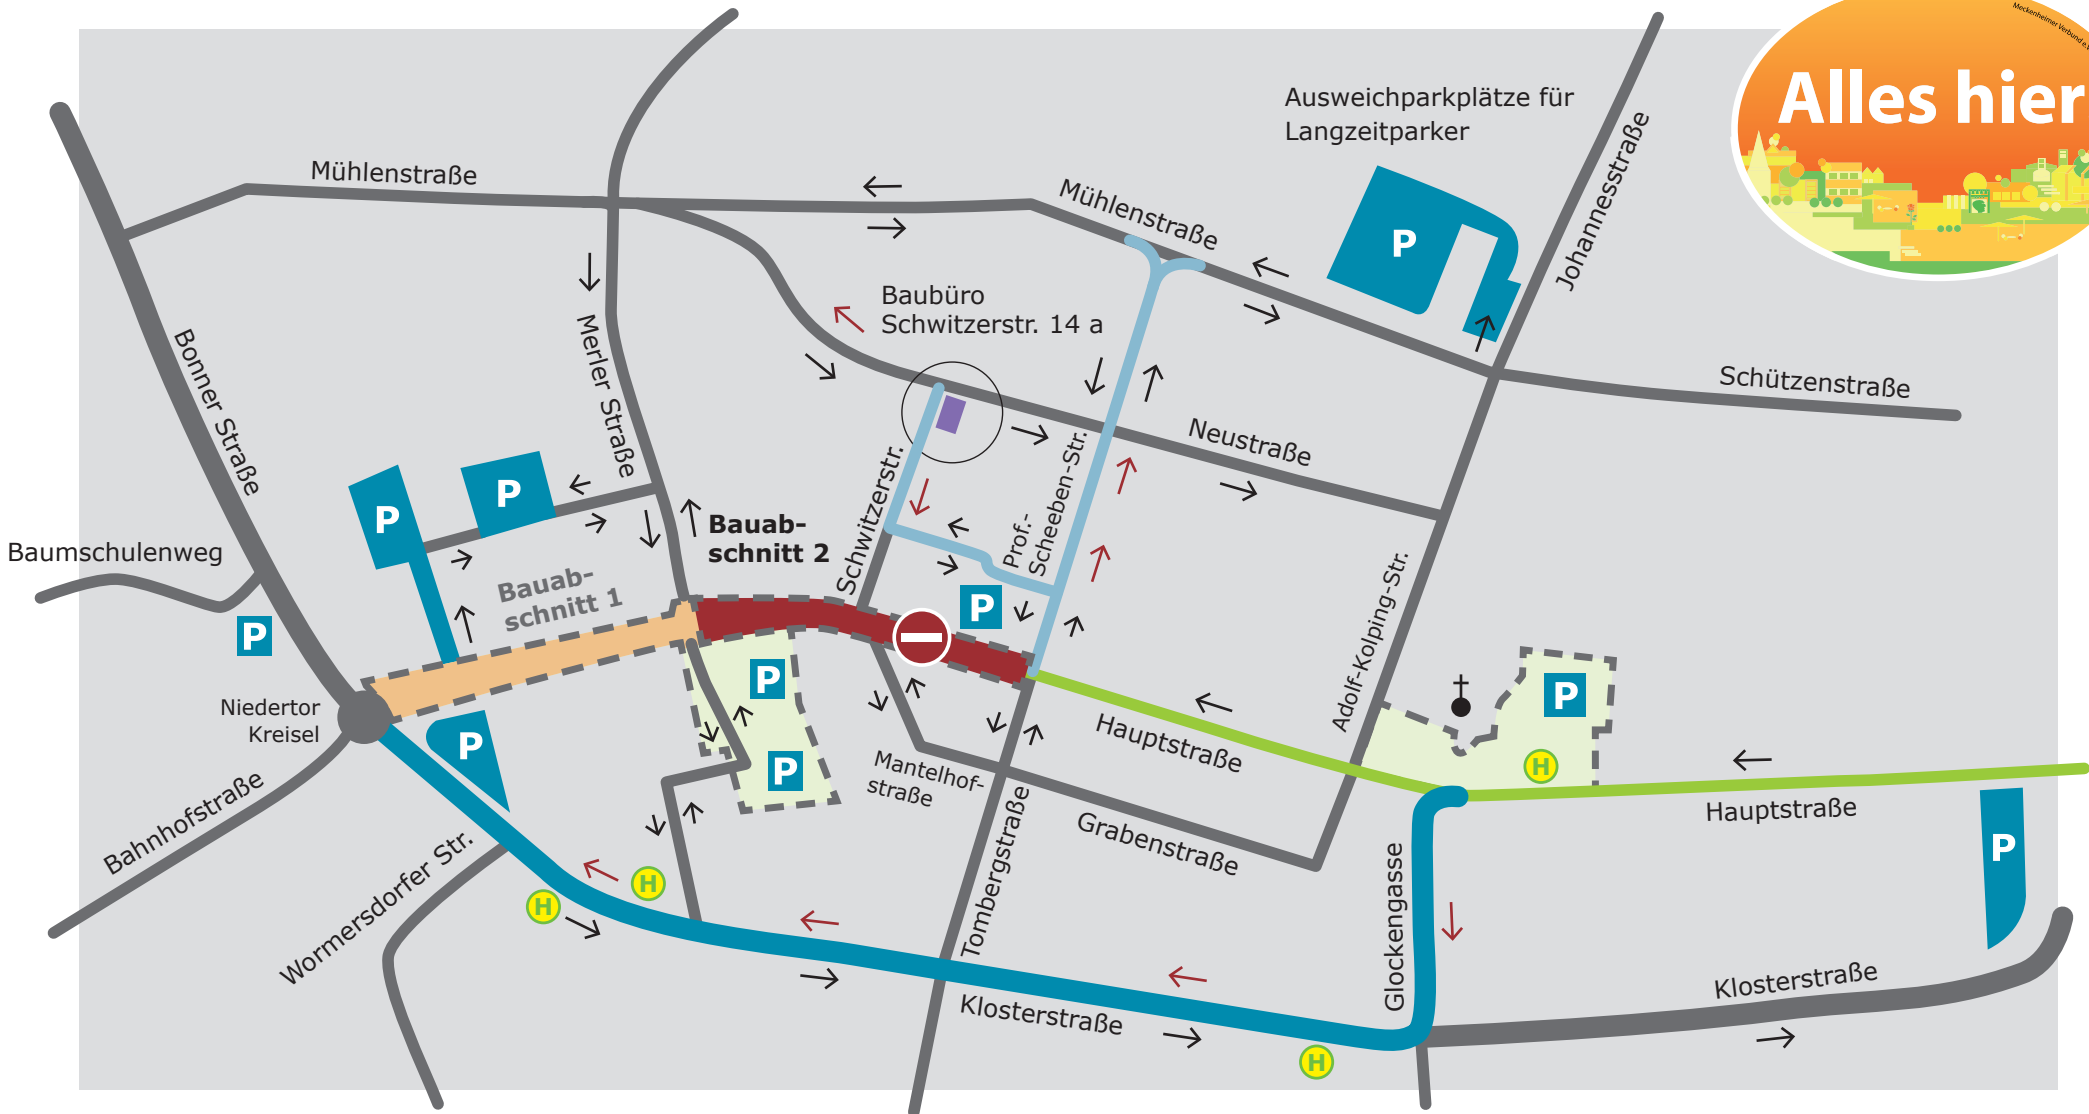 Meckenheimer Verbund e.V.
Alles hier
Ausweichparkplätze für
Langzeitparker
P
Johannesstraße
Mühlenstraße
Mühlenstraße
Baubüro
Schwitzerstr. 14 a
Bonner Straße
Merler Straße
Schützenstraße
Neustraße
P
P
Prof.-
Scheeben-Str.
Schwitzerstr.
Bauab-
schnitt 2
Baumschulenweg
Bauab-
schnitt 1
P
P
Adolf-Kolping-Str.
P
P
Niedertor
Kreisel
P
Hauptstraße
H
P
Mantelhof-
straße
Hauptstraße
P
Bahnhofstraße
Wormersdorfer Str.
Tombergstraße
Grabenstraße
Glockengasse
H
H
Klosterstraße
Klosterstraße
H